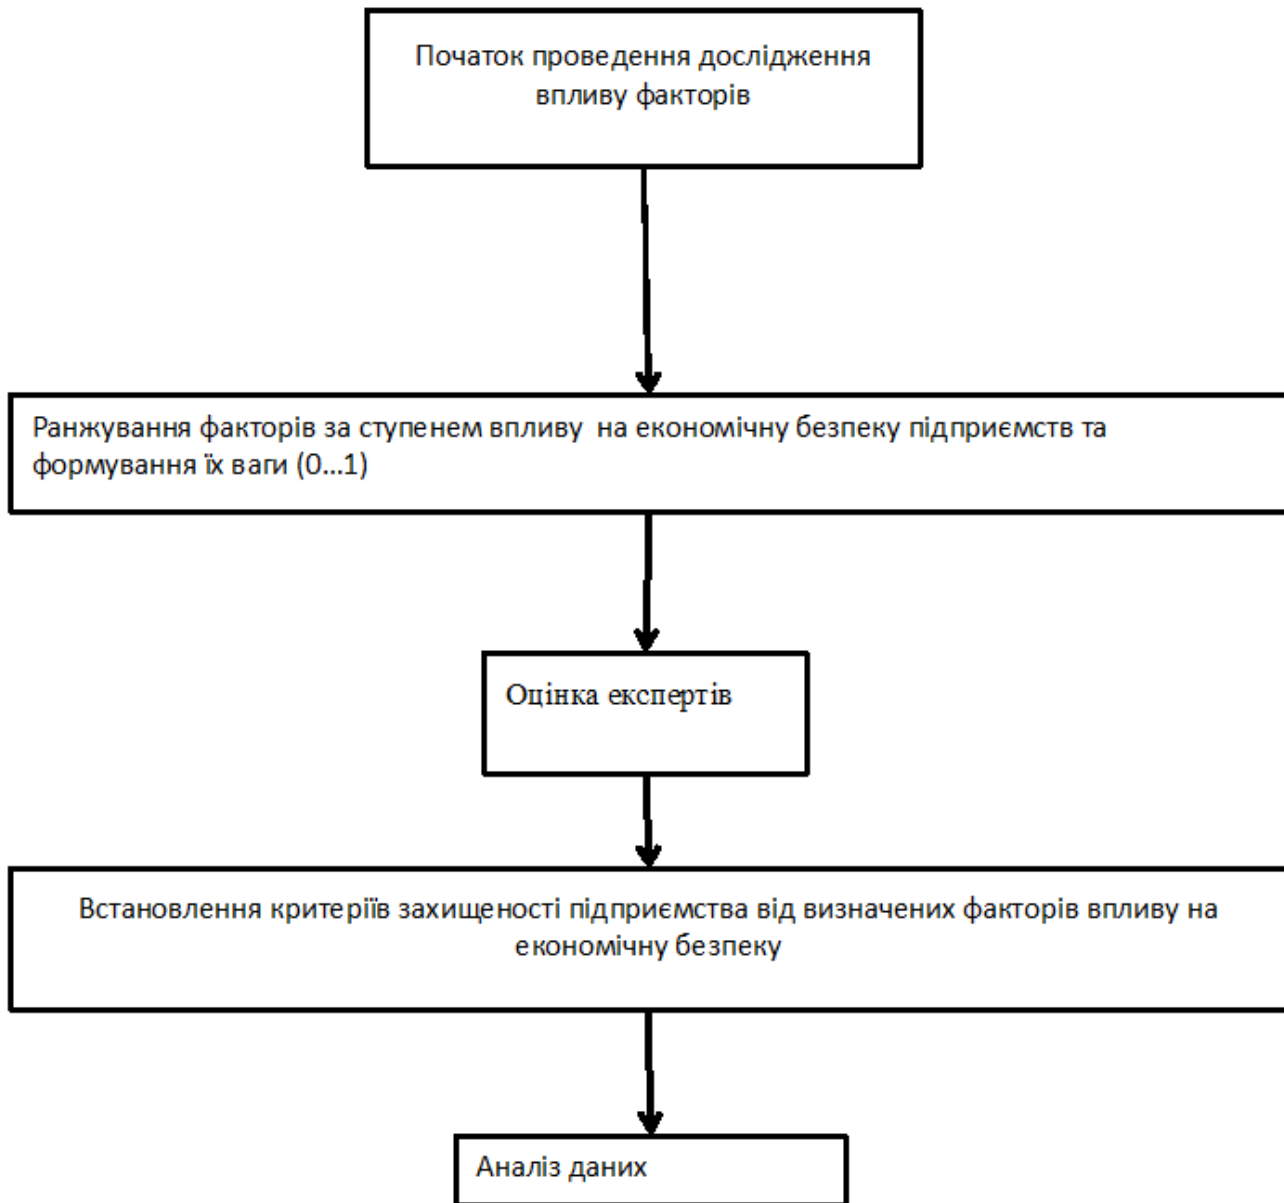 Початок проведення дослідження
впливу факторів
Ранжування факторів за ступенем впливу  на економічну безпеку підприємств та
формування їх ваги (0...1)
Оцінка експертів
Встановлення критеріїв захищеності підприємства від визначених факторів впливу на
економічну безпеку
Аналіз даних